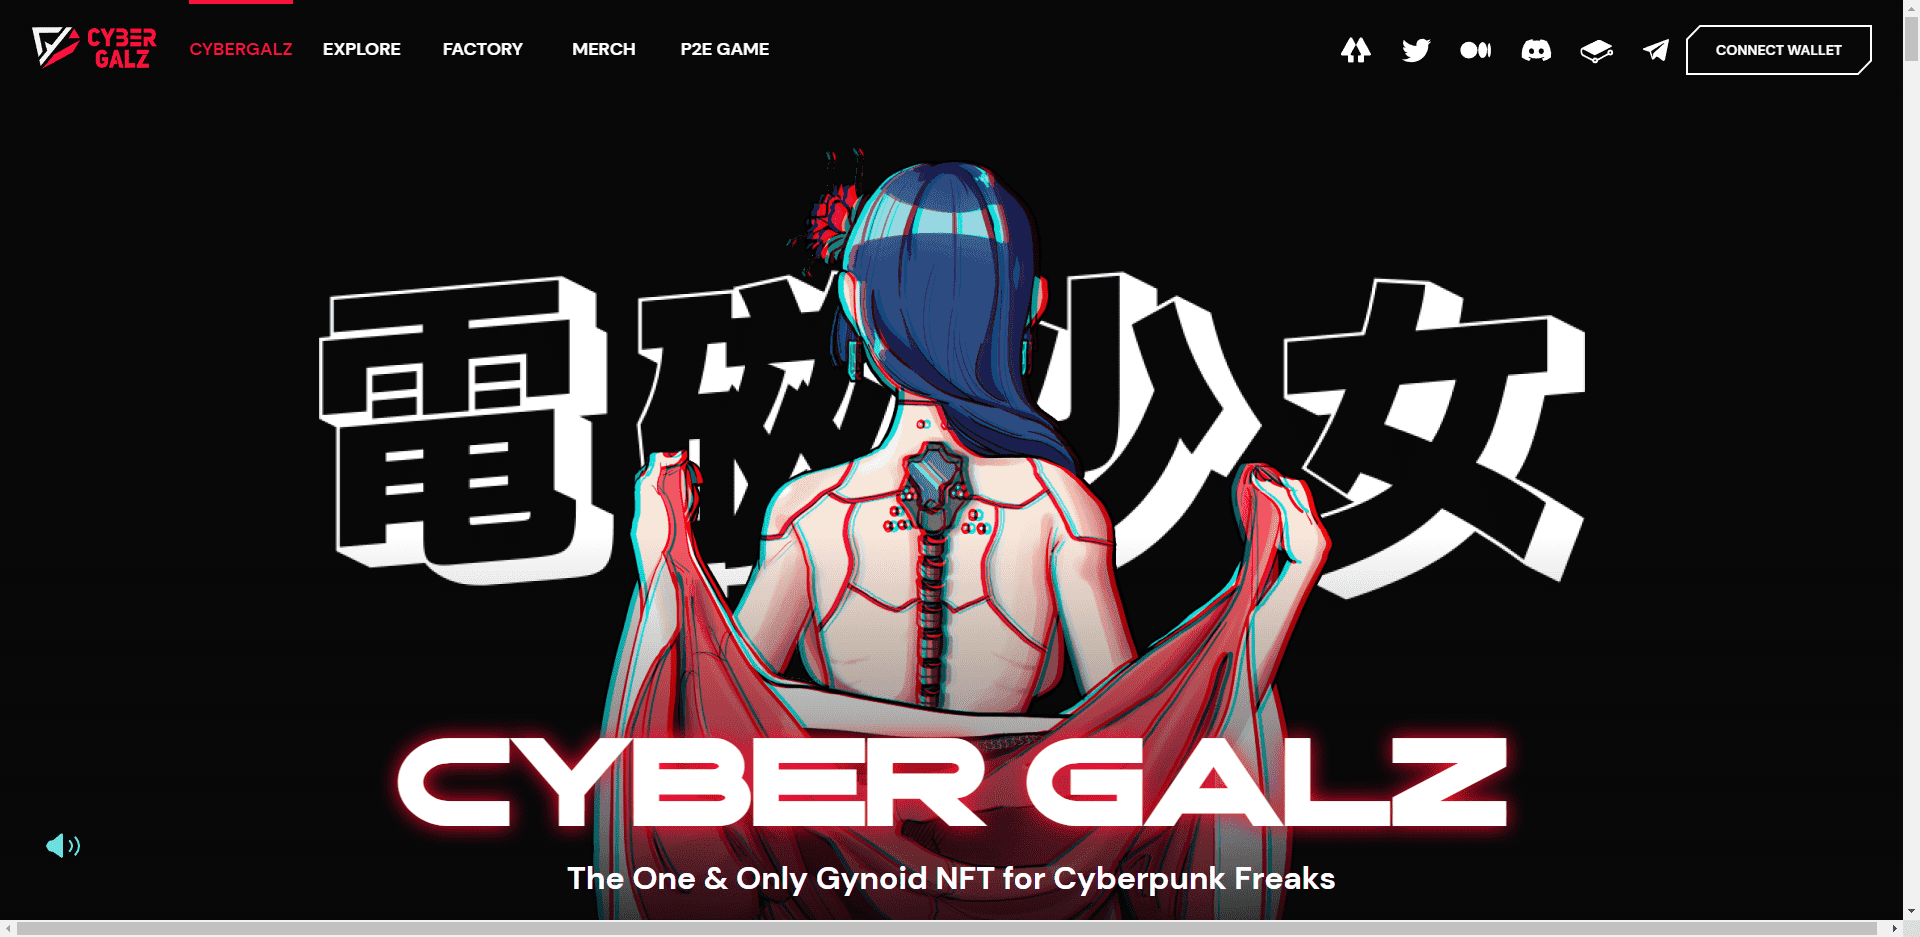 CYBER
GALZ
CYBERGALZ
EXPLORE
FACTORY
MERCH
P2E GAME
CONNECT WALLET
電脳少女
CYBER GALZ
The One & Only Gynoid NFT for Cyberpunk Freaks